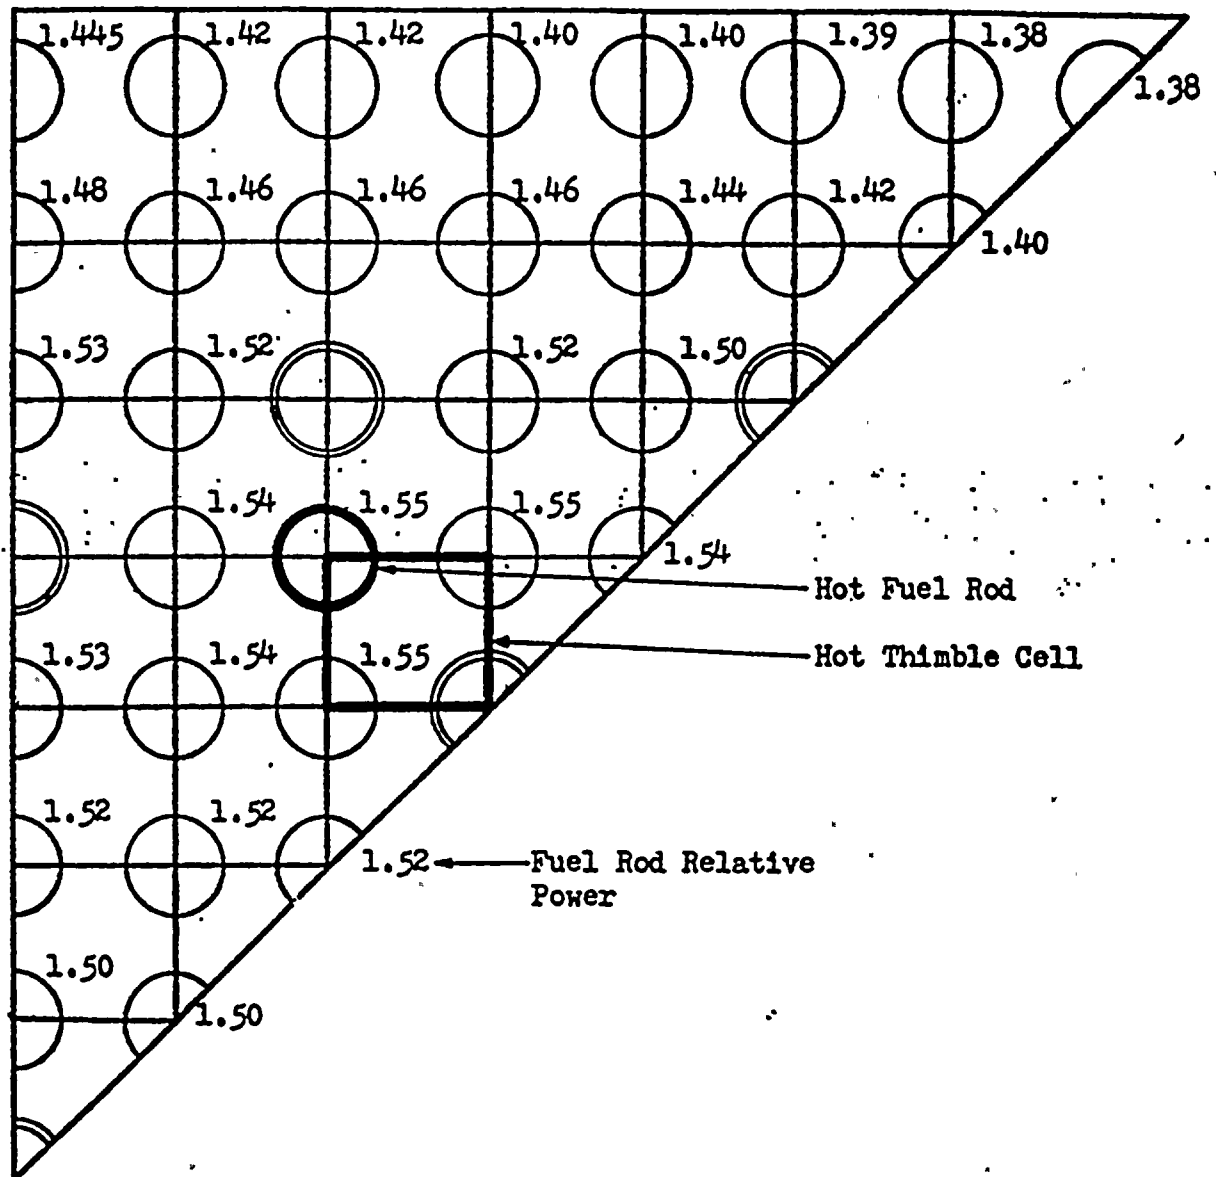 1.445 1.42 1.42 1.40 1.40 1.39 1.38
1.38
1.48 1.46 1.46 1.46 1.44 1.42
1.40
1.53 1.52 1.52 1.50
1.54 1.55 1.55
1.54
Hot Fuel Rod
1.53 1.54 1.55
Hot Thimble Cell
1.52 1.52
1.52
Fuel Rod Relative
Power
1.50
1.50